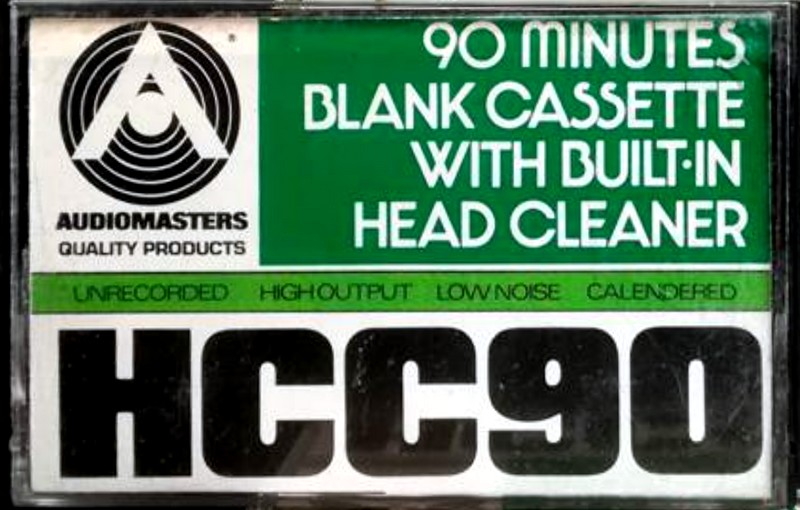 ®
AUDIOMASTERS
QUALITY PRODUCTS
90 MINUTES
BLANK CASSETTE
WITH BUILT·IN
HEAD CLEANER
UNRECORDED HIGH OUTPUT LOW NOISE CALENDERED
HCC90